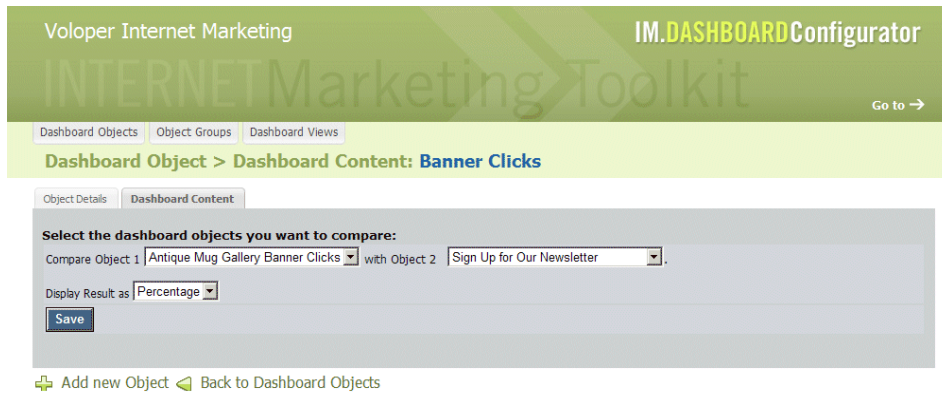 Voloper Internet Marketing
IM.DASHBOARDConfigurator
INTERNETMarketing Toolkit
Go to →
Dashboard Objects Object Groups Dashboard Views
Dashboard Object > Dashboard Content: Banner Clicks
Object Details Dashboard Content
Select the dashboard objects you want to compare:
Compare Object 1 Antique Mug Gallery Banner Clicks with Object 2 Sign Up for Our Newsletter .
Display Result as Percentage
Save
Add new Object Back to Dashboard Objects